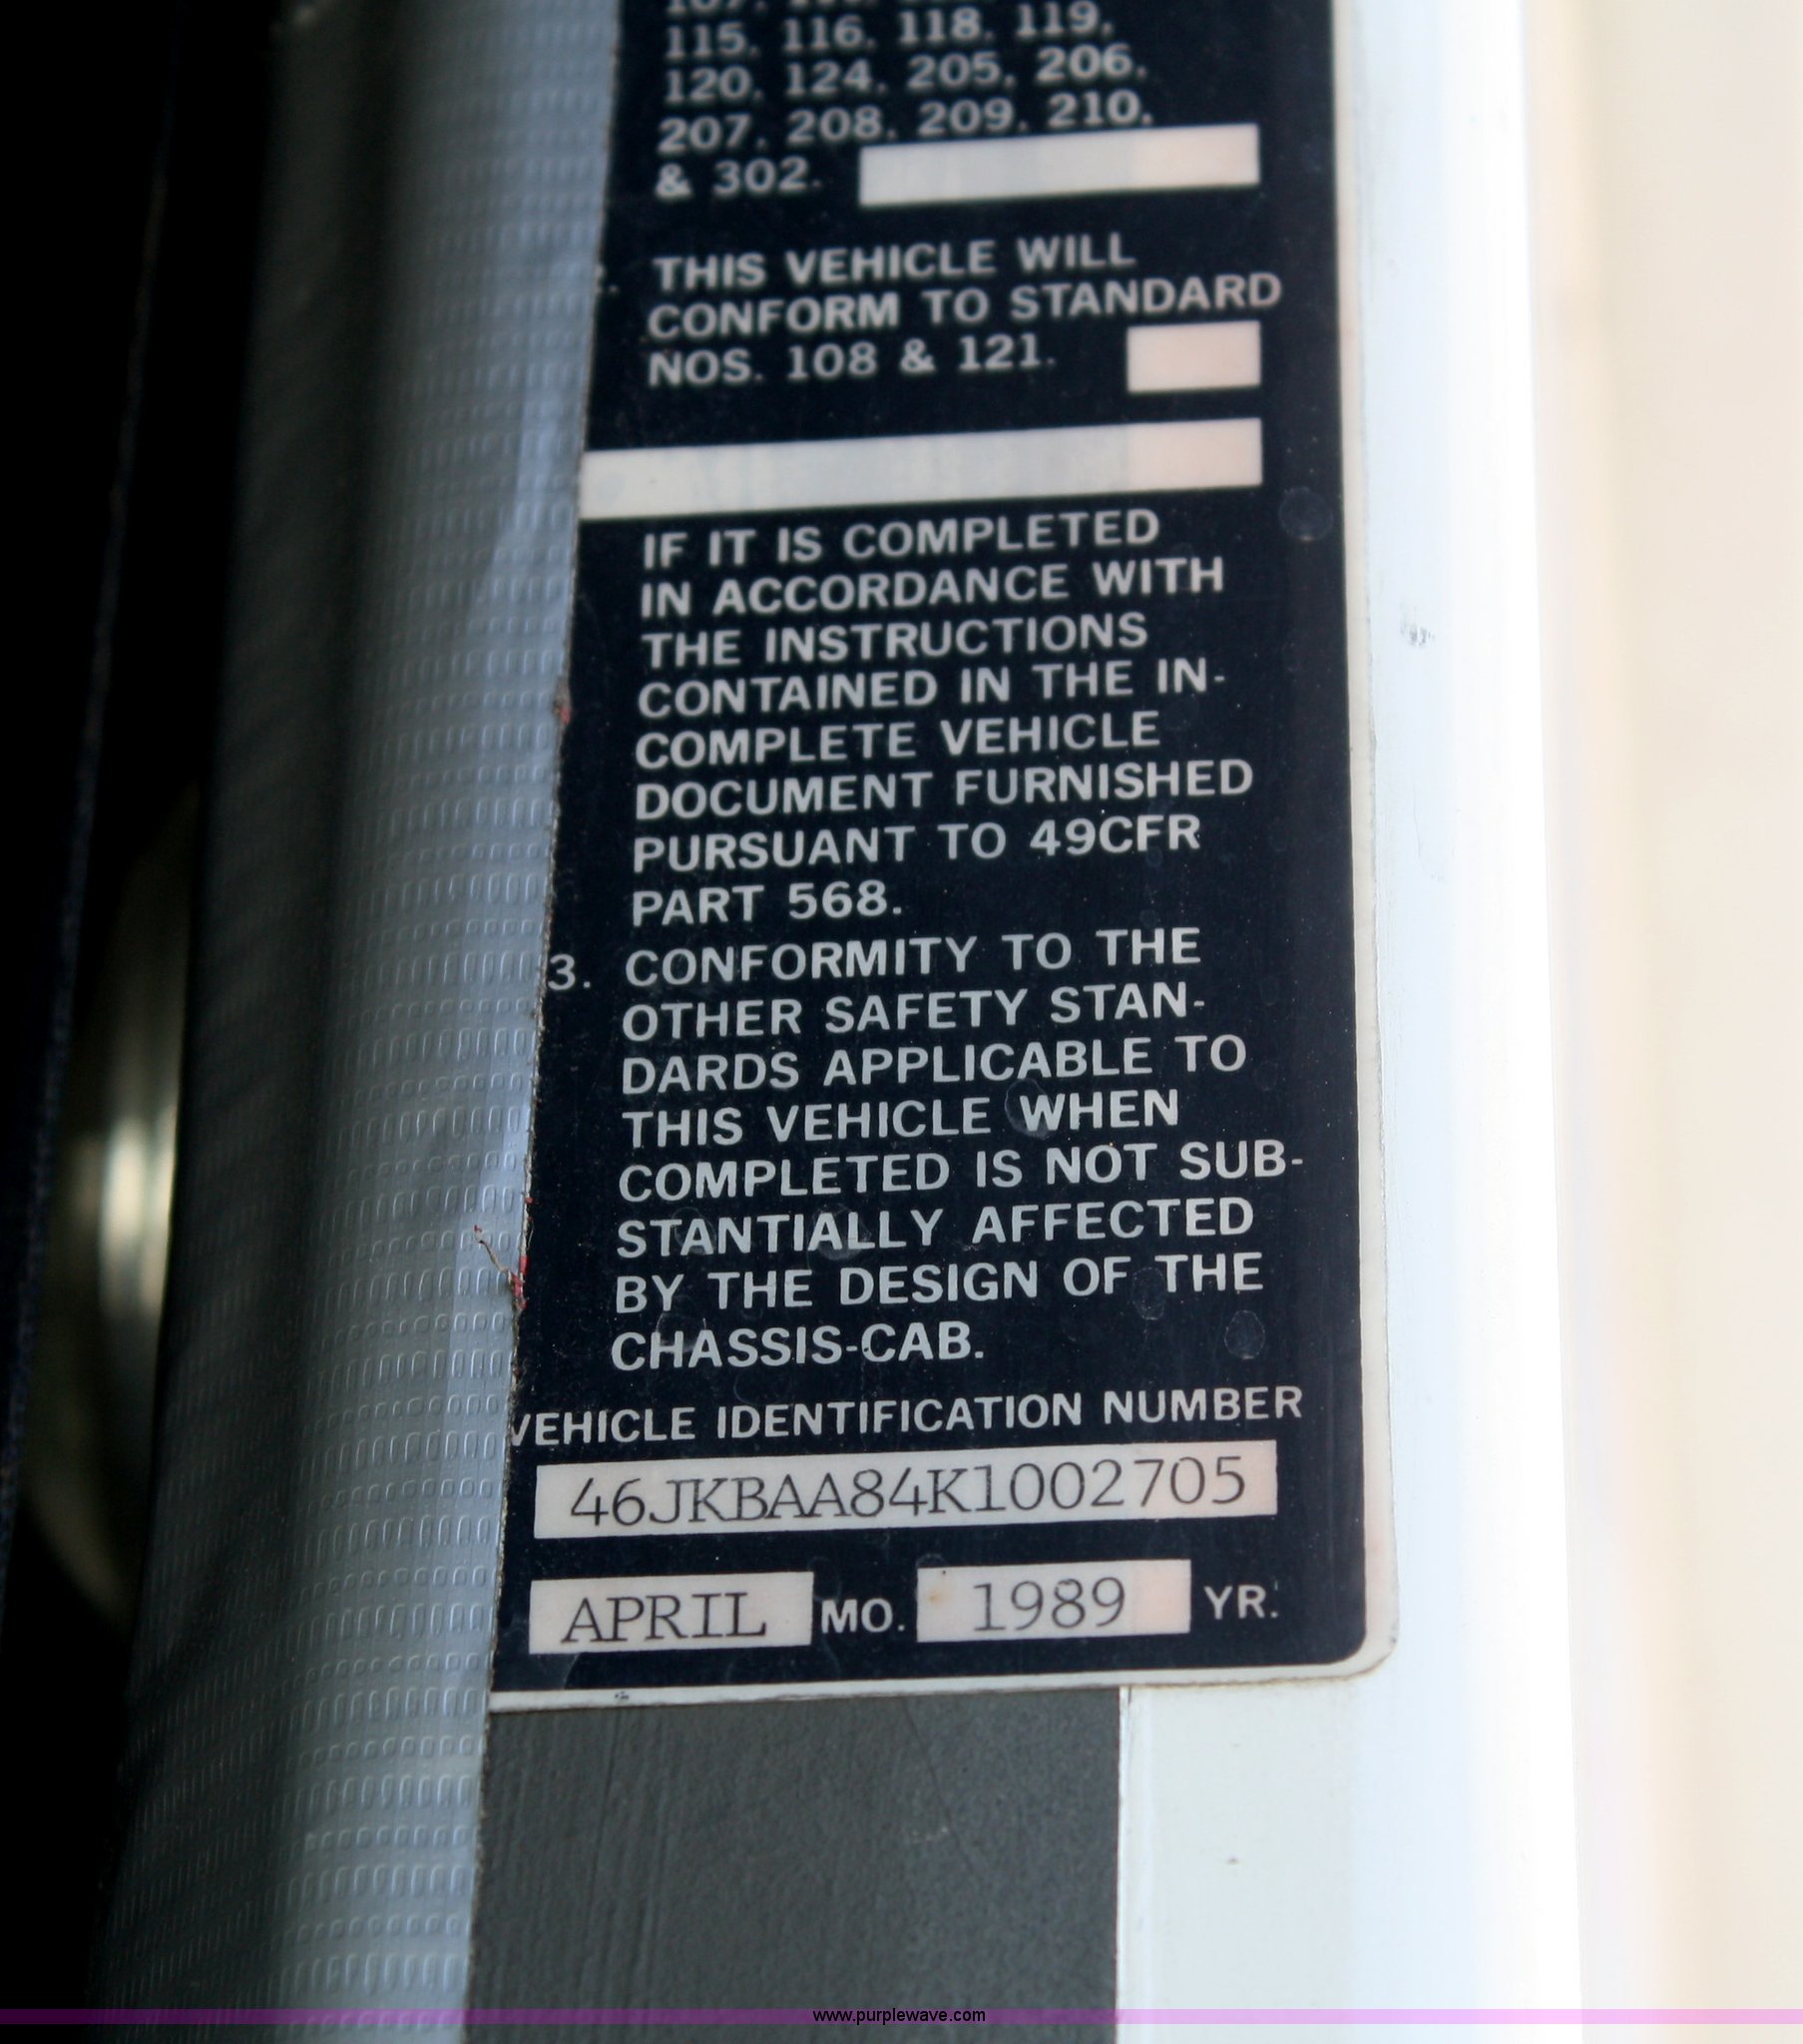 115, 116, 118, 119,
120, 124, 205, 206,
207, 208, 209, 210,
& 302.
THIS VEHICLE WILL
CONFORM TO STANDARD
NOS. 108 & 121.
IF IT IS COMPLETED
IN ACCORDANCE WITH
THE INSTRUCTIONS
CONTAINED IN THE IN-
COMPLETE VEHICLE
DOCUMENT FURNISHED
PURSUANT TO 49CFR
PART 568.
3. CONFORMITY TO THE
OTHER SAFETY STAN-
DARDS APPLICABLE TO
THIS VEHICLE WHEN
COMPLETED IS NOT SUB-
STANTIALLY AFFECTED
BY THE DESIGN OF THE
CHASSIS-CAB.
VEHICLE IDENTIFICATION NUMBER
46JKBAA84K1002705
APRIL MO. 1989 YR.
www.purplewave.com